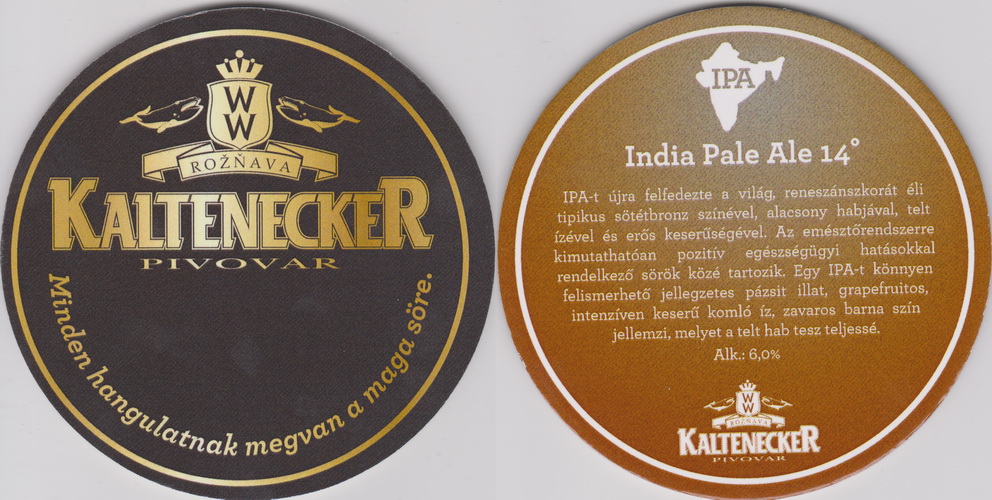 W
W
ROŽŇAVA
KALTENECKER
PIVOVAR
Minden hangulatnak megvan a maga söre.
IPA
India Pale Ale 14°
IPA-t újra felfedezte a világ, reneszánszkorát éli
tipikus sötétbronz színével, alacsony habjával, telt
ízével és erős keserűségével. Az emésztőrendszerre
kimutathatóan pozitív egészségügyi hatásokkal
rendelkező sörök közé tartozik. Egy IPA-t könnyen
felismerhető jellegzetes pázsit illat, grapefruitos,
intenzíven keserű komló íz, zavaros barna szín
jellemzi, melyet a telt hab tesz teljessé.
Alk.: 6,0%
W
W
ROŽŇAVA
KALTENECKER
PIVOVAR